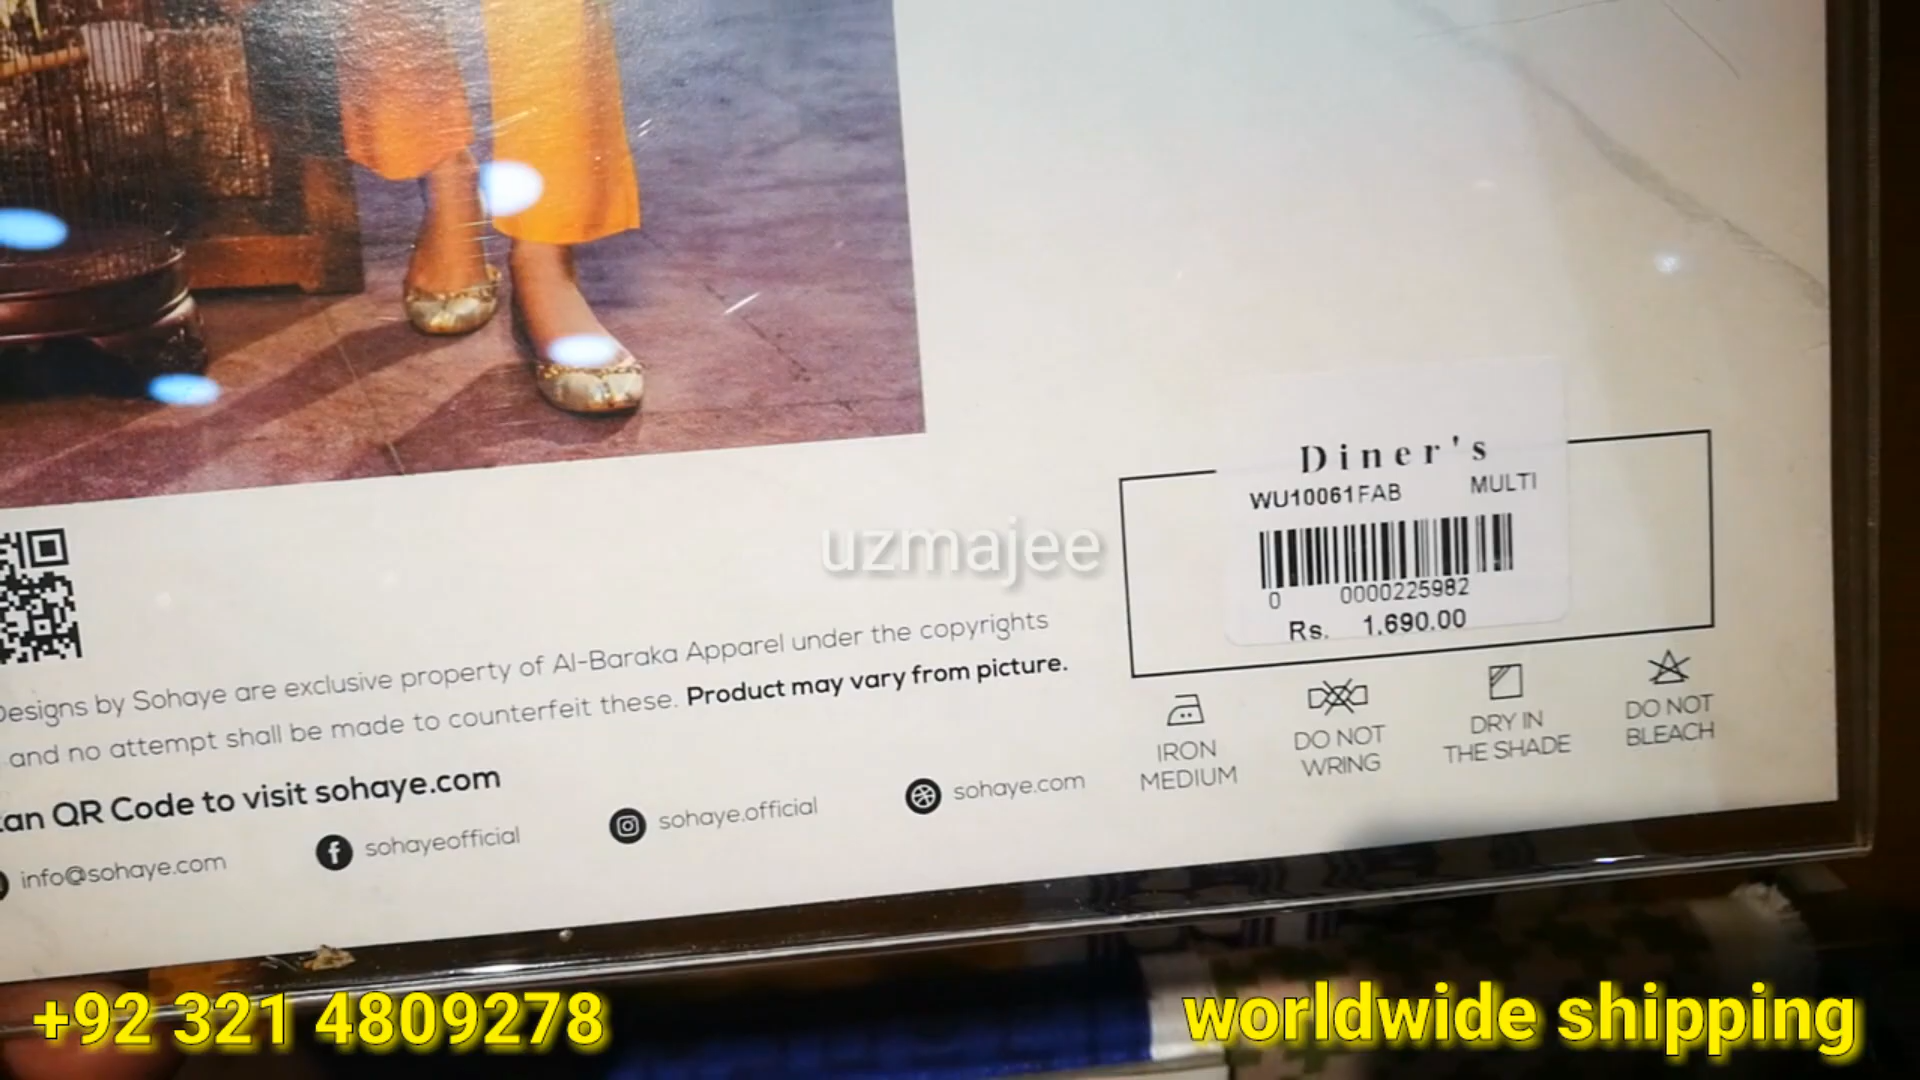 Diner's
WU10061FAB MULTI
0 0000225982
Rs. 1,690.00
uzmajee
Designs by Sohaye are exclusive property of Al-Baraka Apparel under the copyrights
and no attempt shall be made to counterfeit these. Product may vary from picture.
an QR Code to visit sohaye.com
info@sohaye.com
sohayeofficial
sohaye.official
sohaye.com
IRON
MEDIUM
DO NOT
WRING
DRY IN
THE SHADE
DO NOT
BLEACH
+92 321 4809278
worldwide shipping